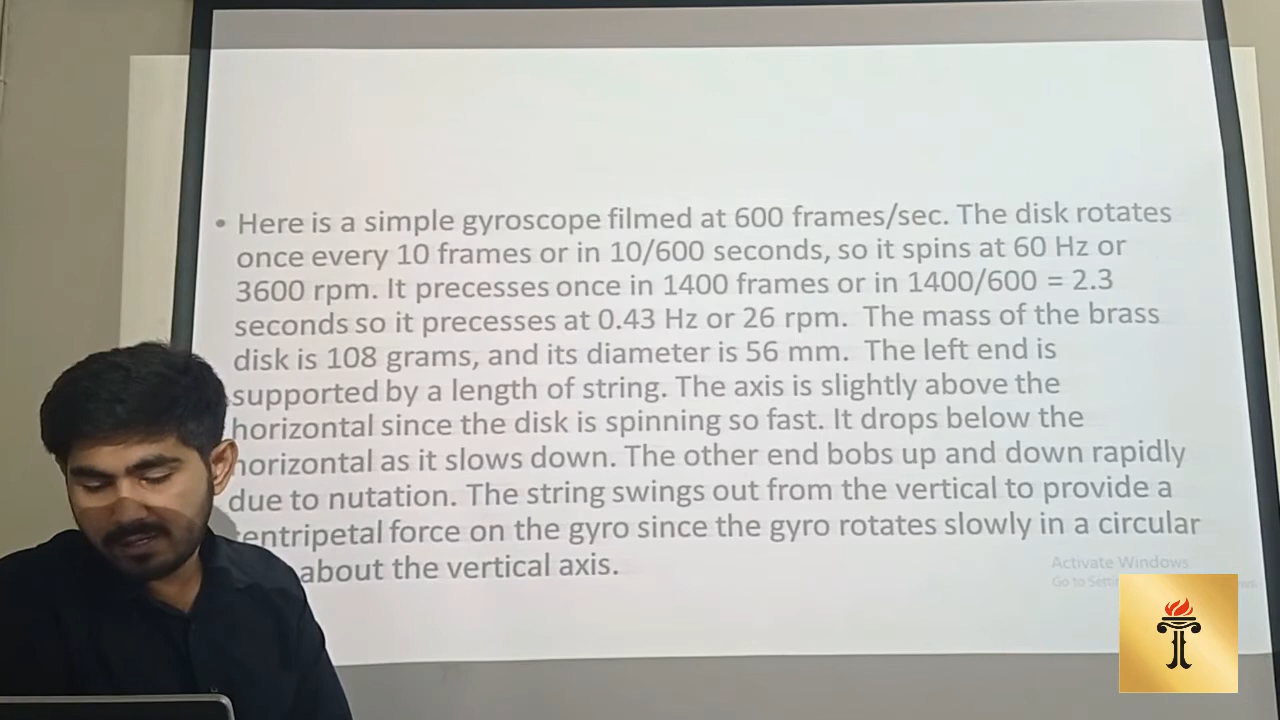 • Here is a simple gyroscope filmed at 600 frames/sec. The disk rotates
once every 10 frames or in 10/600 seconds, so it spins at 60 Hz or
3600 rpm. It precesses once in 1400 frames or in 1400/600 = 2.3
seconds so it precesses at 0.43 Hz or 26 rpm. The mass of the brass
disk is 108 grams, and its diameter is 56 mm. The left end is
supported by a length of string. The axis is slightly above the
horizontal since the disk is spinning so fast. It drops below the
horizontal as it slows down. The other end bobs up and down rapidly
due to nutation. The string swings out from the vertical to provide a
centripetal force on the gyro since the gyro rotates slowly in a circular
about the vertical axis.
Activate Windows
Go to